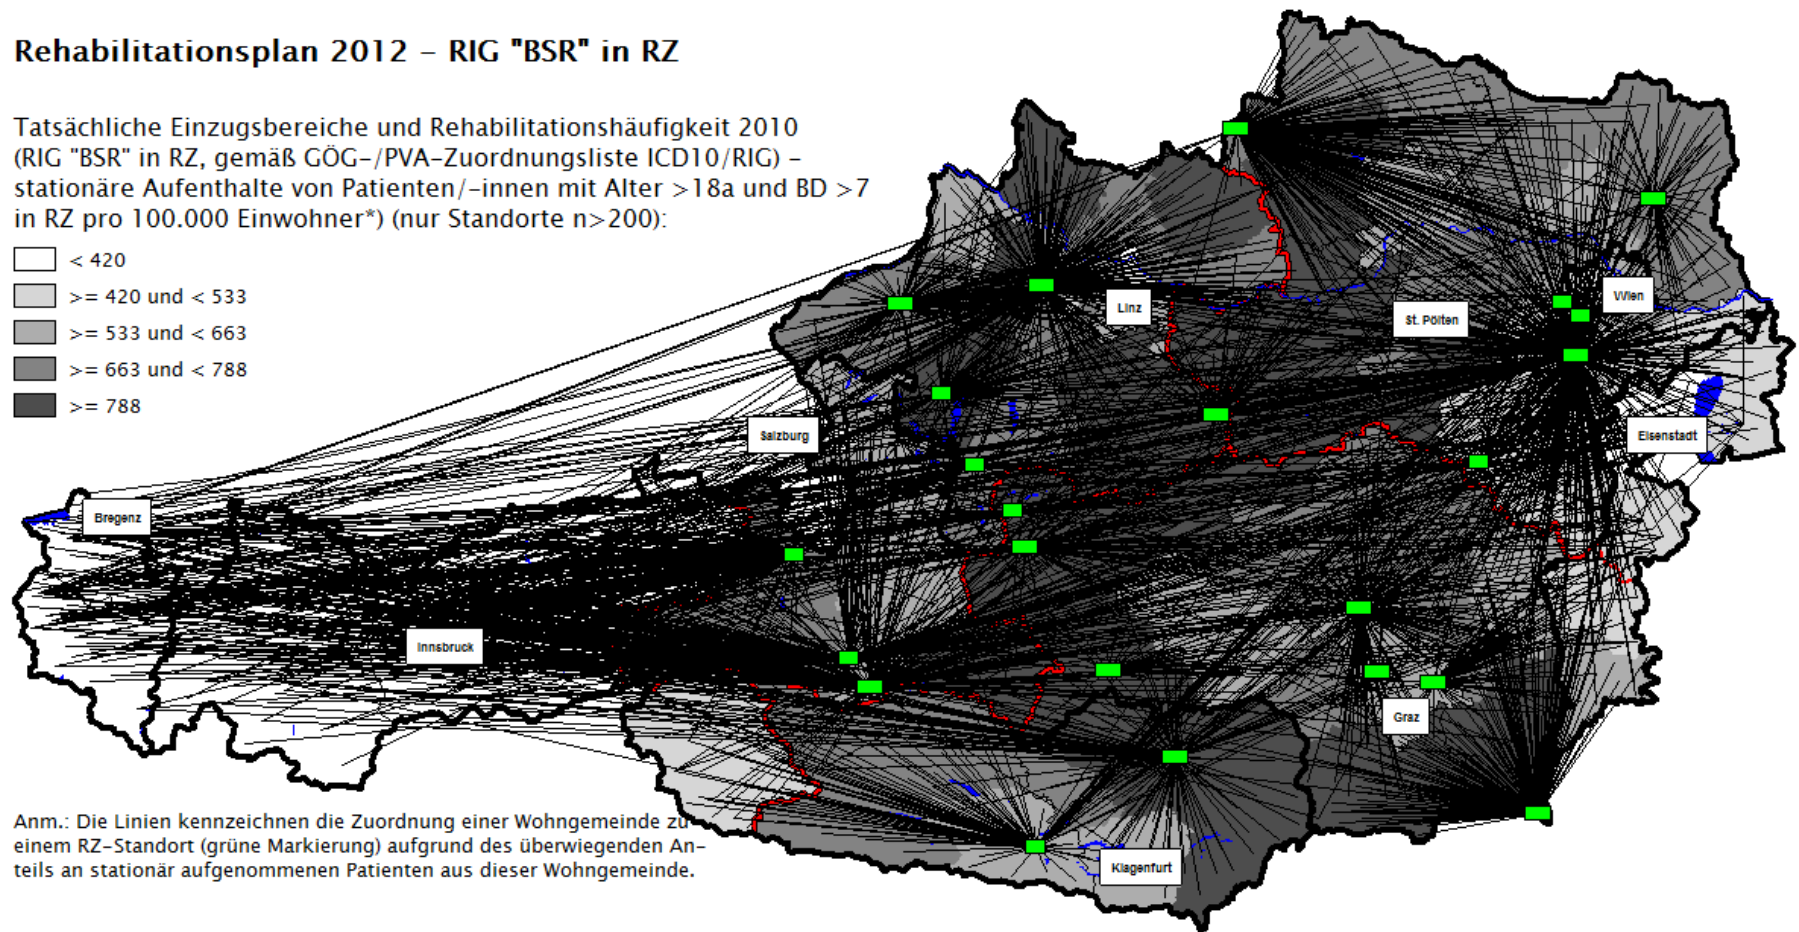 Rehabilitationsplan 2012 – RIG "BSR" in RZ
Tatsächliche Einzugsbereiche und Rehabilitationshäufigkeit 2010
(RIG "BSR" in RZ, gemäß GÖG-/PVA-Zuordnungsliste ICD10/RIG) –
stationäre Aufenthalte von Patienten/-innen mit Alter >18a und BD >7
in RZ pro 100.000 Einwohner*) (nur Standorte n>200):
< 420
>= 420 und < 533
>= 533 und < 663
>= 663 und < 788
>= 788
Linz
Wien
St. Pölten
Salzburg
Eisenstadt
Bregenz
Innsbruck
Graz
Klagenfurt
Anm.: Die Linien kennzeichnen die Zuordnung einer Wohngemeinde zu
einem RZ-Standort (grüne Markierung) aufgrund des überwiegenden An-
teils an stationär aufgenommenen Patienten aus dieser Wohngemeinde.